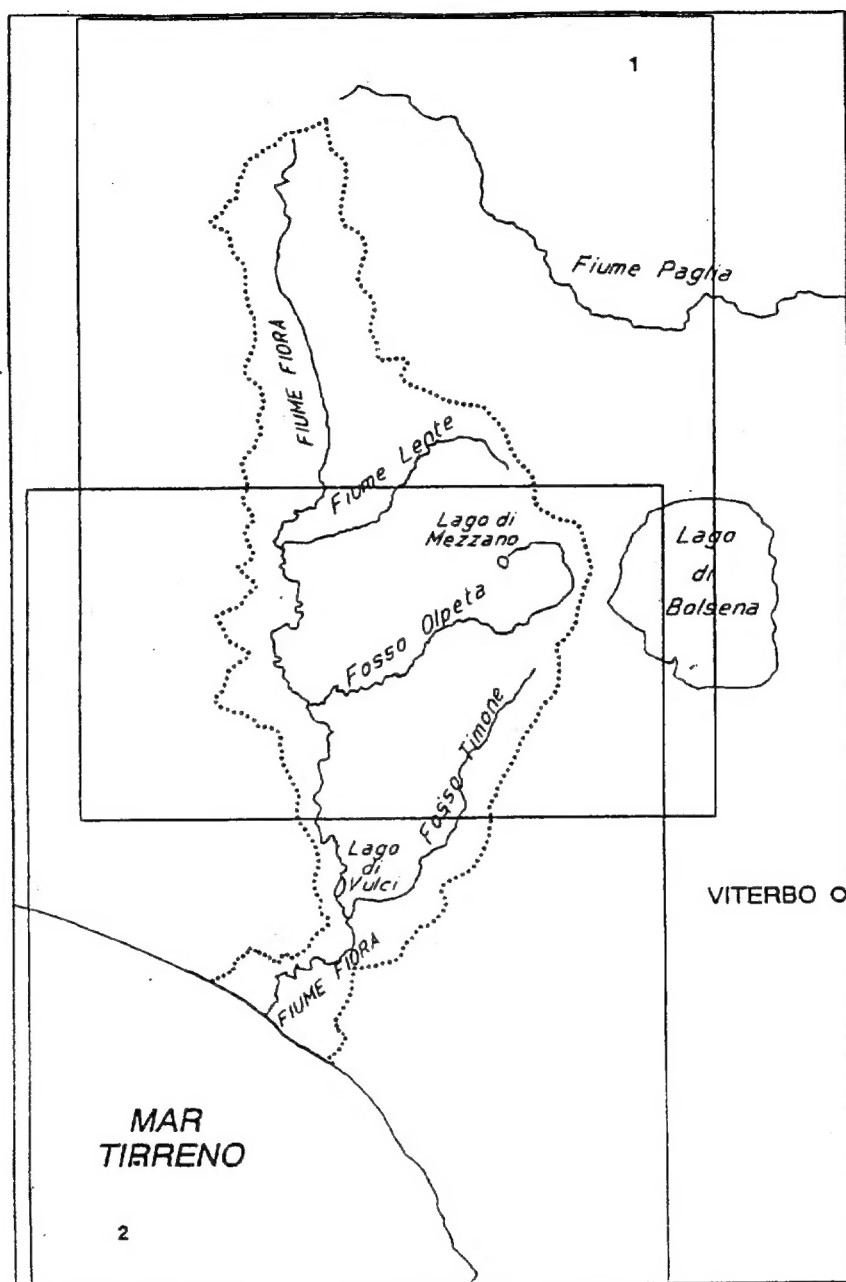 1
Fiume Paglia
FIUME FIORA
Fiume Lente
Lago di
Mezzano
Lago
di
Bolsena
Fosso Olpeta
Fosso Timone
Lago
di
Vulci
VITERBO
FIUME FIORA
MAR
TIRRENO
2